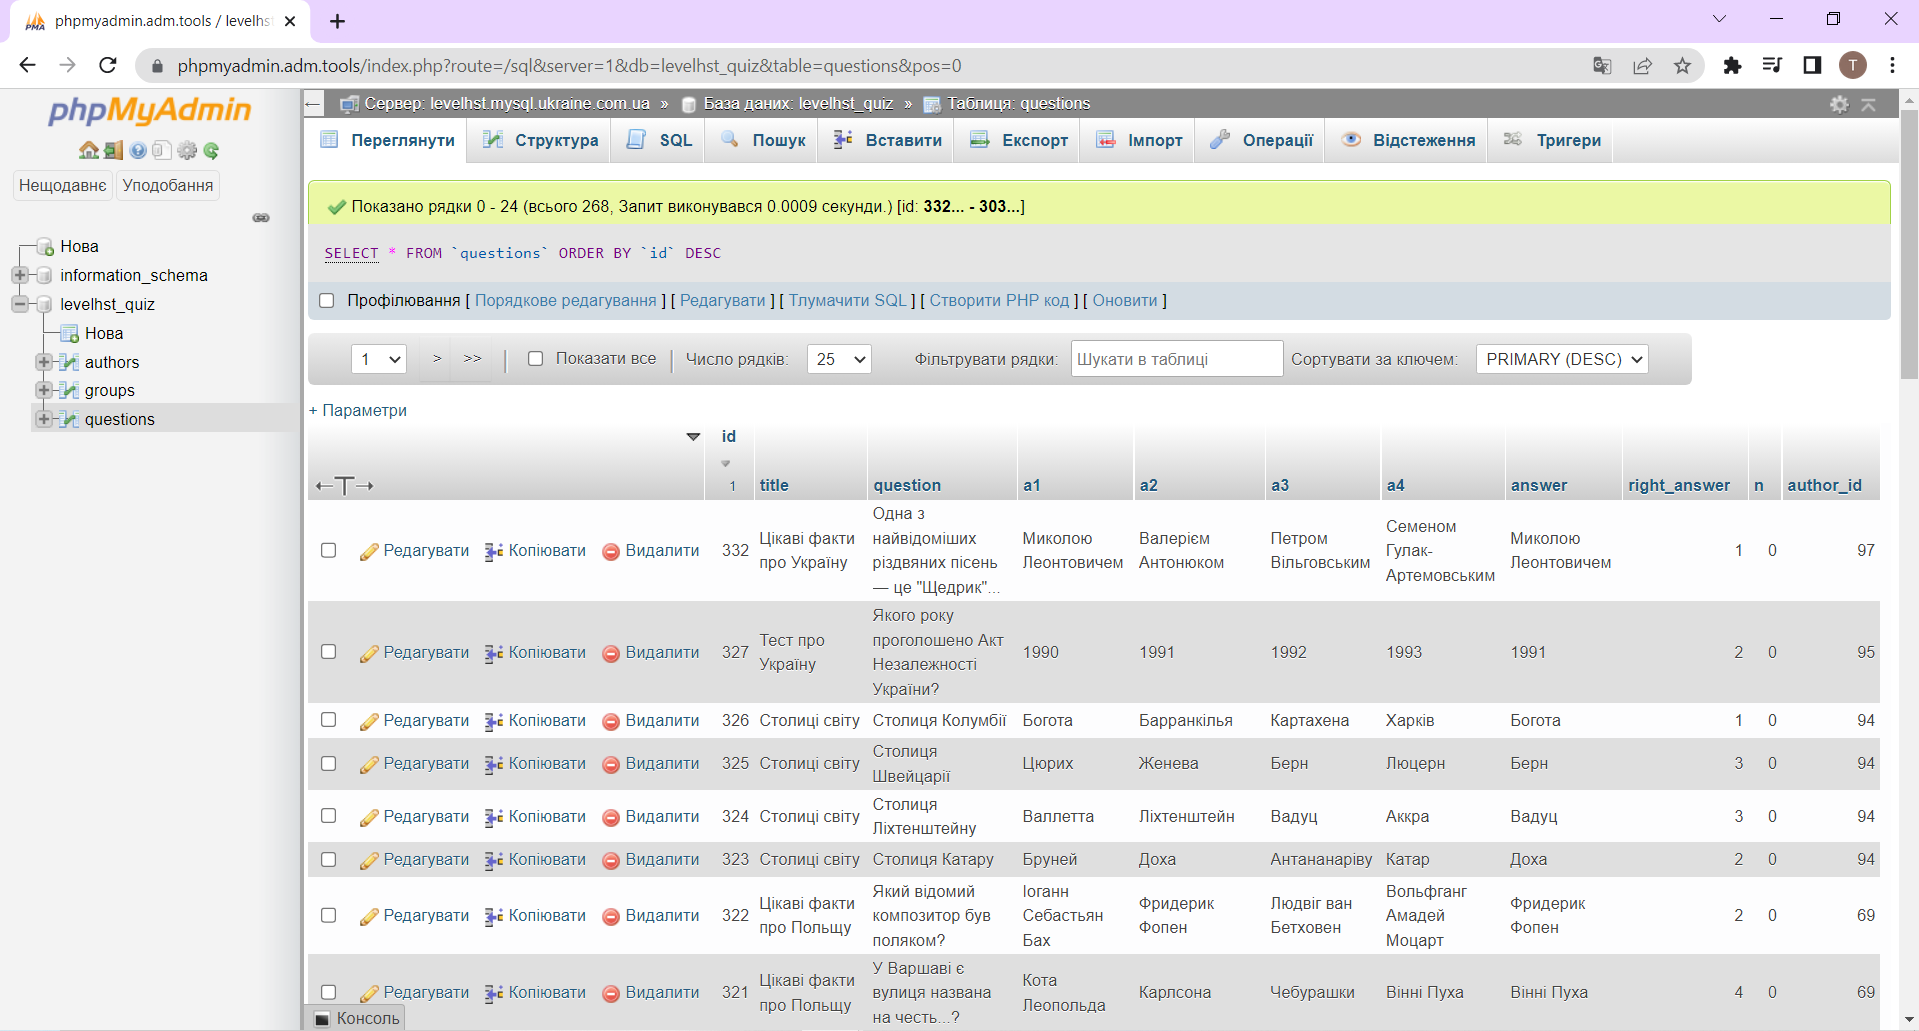 phpmyadmin.adm.tools / levelhst
phpmyadmin.adm.tools/index.php?route=/sql&server=1&db=levelhst_quiz&table=questions&pos=0
T
phpMyAdmin
Нещодавнє Уподобання
Нова
information_schema
levelhst_quiz
Нова
authors
groups
questions
Сервер: levelhst.mysql.ukraine.com.ua » База даних: levelhst_quiz » Таблиця: questions
Переглянути Структура SQL Пошук Вставити Експорт Імпорт Операції Відстеження Тригери
Показано рядки 0 - 24 (всього 268, Запит виконувався 0.0009 секунди.) [id: 332... - 303...]
SELECT * FROM `questions` ORDER BY `id` DESC
Профілювання [ Порядкове редагування ] [ Редагувати ] [ Тлумачити SQL ] [ Створити PHP код ] [ Оновити ]
1 > >> | Показати все | Число рядків: 25 Фільтрувати рядки: Шукати в таблиці Сортувати за ключем: PRIMARY (DESC)
+ Параметри
←T→ id 1 title question a1 a2 a3 a4 answer right_answer n author_id
Редагувати Копіювати Видалити 332 Цікаві факти про Україну Одна з найвідоміших різдвяних пісень — це "Щедрик"... Миколою Леонтовичем Валерієм Антонюком Петром Вільговським Семеном Гулак-Артемовським Миколою Леонтовичем 1 0 97
Редагувати Копіювати Видалити 327 Тест про Україну Якого року проголошено Акт Незалежності України? 1990 1991 1992 1993 1991 2 0 95
Редагувати Копіювати Видалити 326 Столиці світу Столиця Колумбії Богота Барранкілья Картахена Харків Богота 1 0 94
Редагувати Копіювати Видалити 325 Столиці світу Столиця Швейцарії Цюрих Женева Берн Люцерн Берн 3 0 94
Редагувати Копіювати Видалити 324 Столиці світу Столиця Ліхтенштейну Валлетта Ліхтенштейн Вадуц Аккра Вадуц 3 0 94
Редагувати Копіювати Видалити 323 Столиці світу Столиця Катару Бруней Доха Антананаріву Катар Доха 2 0 94
Редагувати Копіювати Видалити 322 Цікаві факти про Польщу Який відомий композитор був поляком? Іоганн Себастьян Бах Фридерик Фопен Людвіг ван Бетховен Вольфганг Амадей Моцарт Фридерик Фопен 2 0 69
Редагувати Копіювати Видалити 321 Цікаві факти про Польщу У Варшаві є вулиця названа на честь...? Кота Леопольда Карлсона Чебурашки Вінні Пуха Вінні Пуха 4 0 69
Консоль